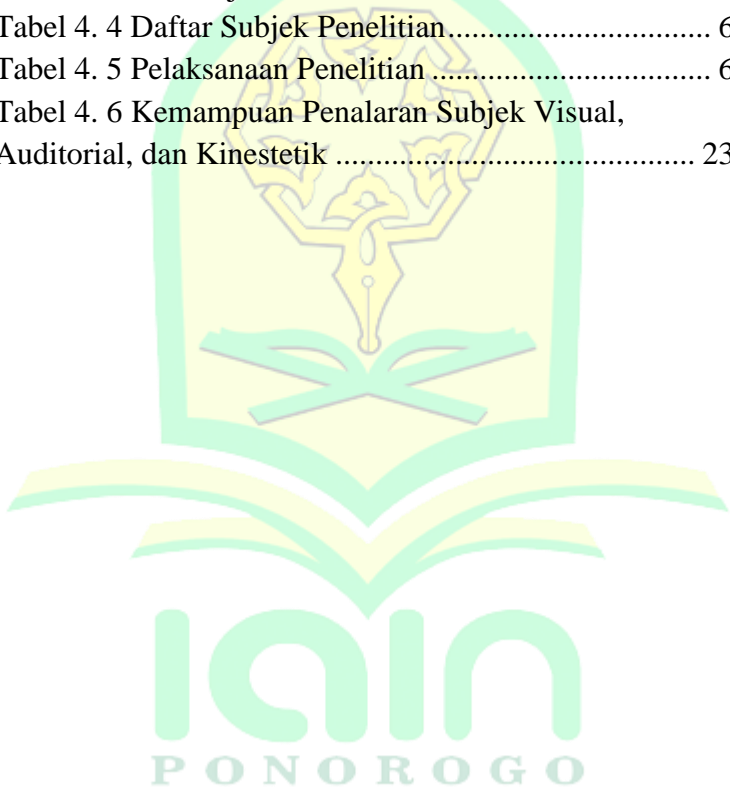 Tabel 4. 4 Daftar Subjek Penelitian............................... 6
Tabel 4. 5 Pelaksanaan Penelitian ................................. 6
Tabel 4. 6 Kemampuan Penalaran Subjek Visual,
Auditorial, dan Kinestetik .......................................... 23
iain
PONOROGO